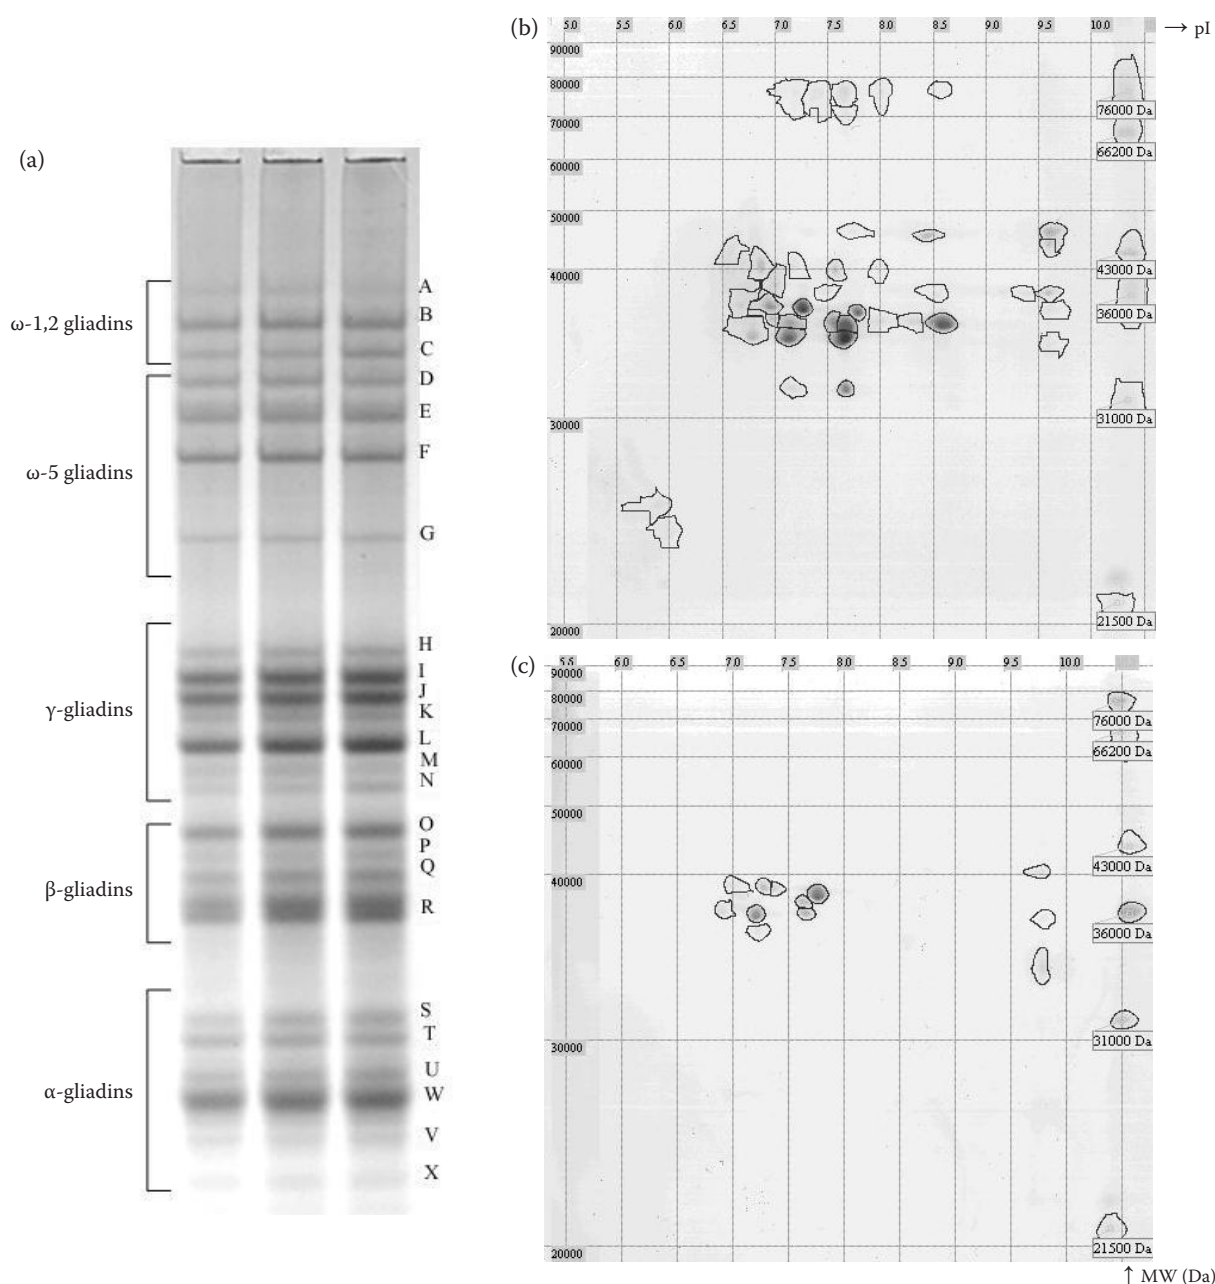 (a)
ω-1,2 gliadins
ω-5 gliadins
γ-gliadins
β-gliadins
α-gliadins
A
B
C
D
E
F
G
H
I
J
K
L
M
N
O
P
Q
R
S
T
U
W
V
X
(b)
5.0 5.5 6.0 6.5 7.0 7.5 8.0 8.5 9.0 9.5 10.0
→ pI
90000
80000
70000
60000
50000
40000
30000
20000
76000 Da
66200 Da
43000 Da
36000 Da
31000 Da
21500 Da
(c)
5.5 6.0 6.5 7.0 7.5 8.0 8.5 9.0 9.5 10.0
90000
80000
70000
60000
50000
40000
30000
20000
76000 Da
66200 Da
43000 Da
36000 Da
31000 Da
21500 Da
↑ MW (Da)